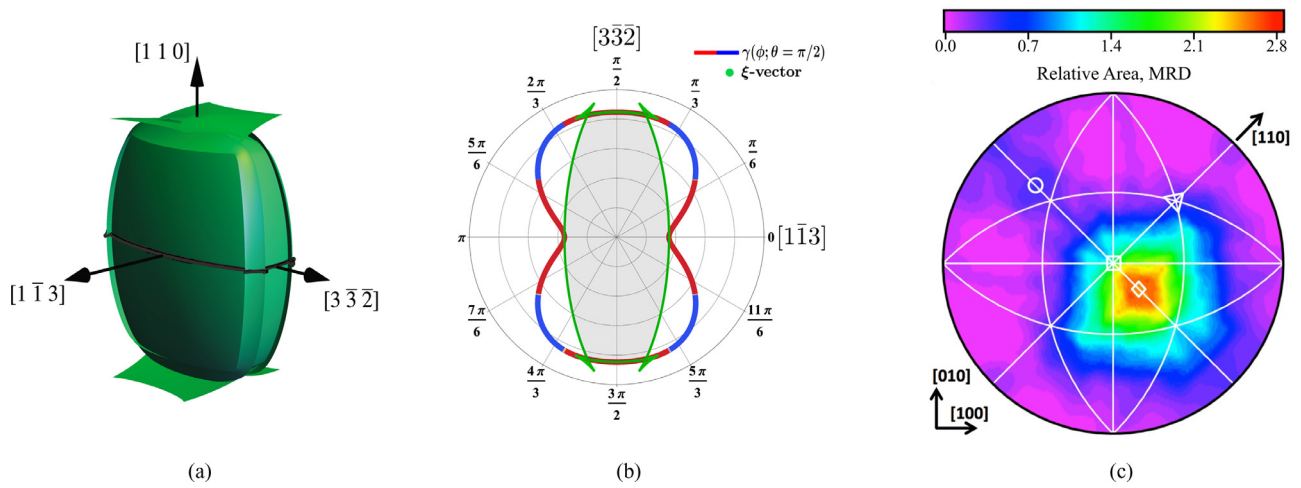 [1 1 0]
[1 1̄ 3]
[3 3̄ 2̄]
(a)
[33̄2̄]
γ(ϕ; θ = π/2)
ξ-vector
π/2
2π/3
π/3
5π/6
π/6
π
0
[11̄3]
7π/6
11π/6
4π/3
5π/3
3π/2
(b)
0.0 0.7 1.4 2.1 2.8
Relative Area, MRD
[110]
[010]
[100]
(c)